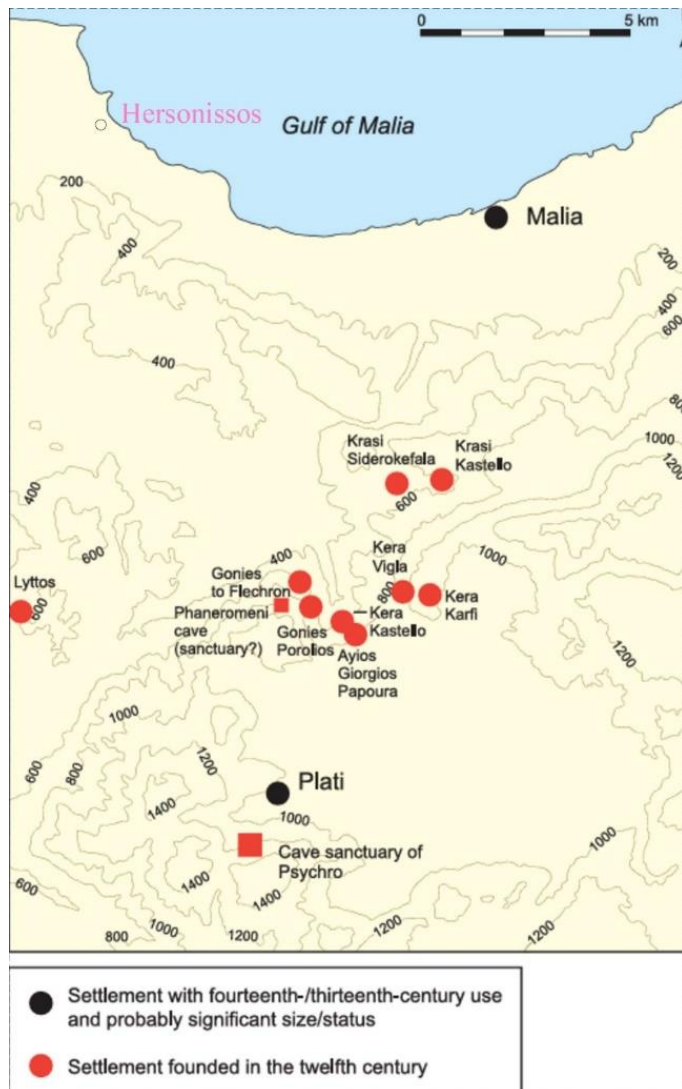 0 5 km
Hersonissos
Gulf of Malia
200
Malia
400
200
400
600
400
800
Krasi
Siderokefala
Krasi
Kastello
1000
1200
400
600
600
Kera
Vigla
1000
400
Gonies
to Flechron
Lyttos
600
800
Phaneromeni
cave
(sanctuary?)
Kera
Karfi
Kera
Kastello
Gonies
Porolios
Ayios
Giorgios
Papoura
1200
1000
1200
600
800
Plati
1400
1000
1000
Cave sanctuary of
Psychro
600
1400
1400
1000
1200
800
1200
1200
Settlement with fourteenth-/thirteenth-century use
and probably significant size/status
Settlement founded in the twelfth century